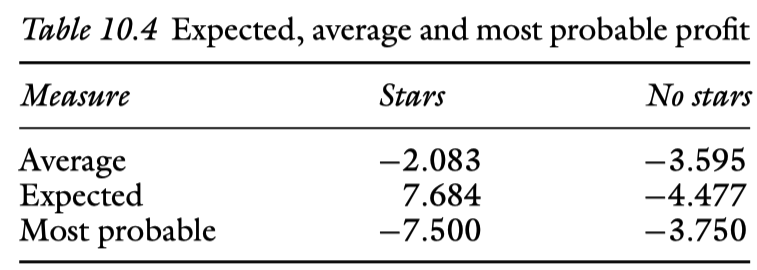 Table 10.4 Expected, average and most probable profit
Measure Stars No stars
Average −2.083 −3.595
Expected 7.684 −4.477
Most probable −7.500 −3.750